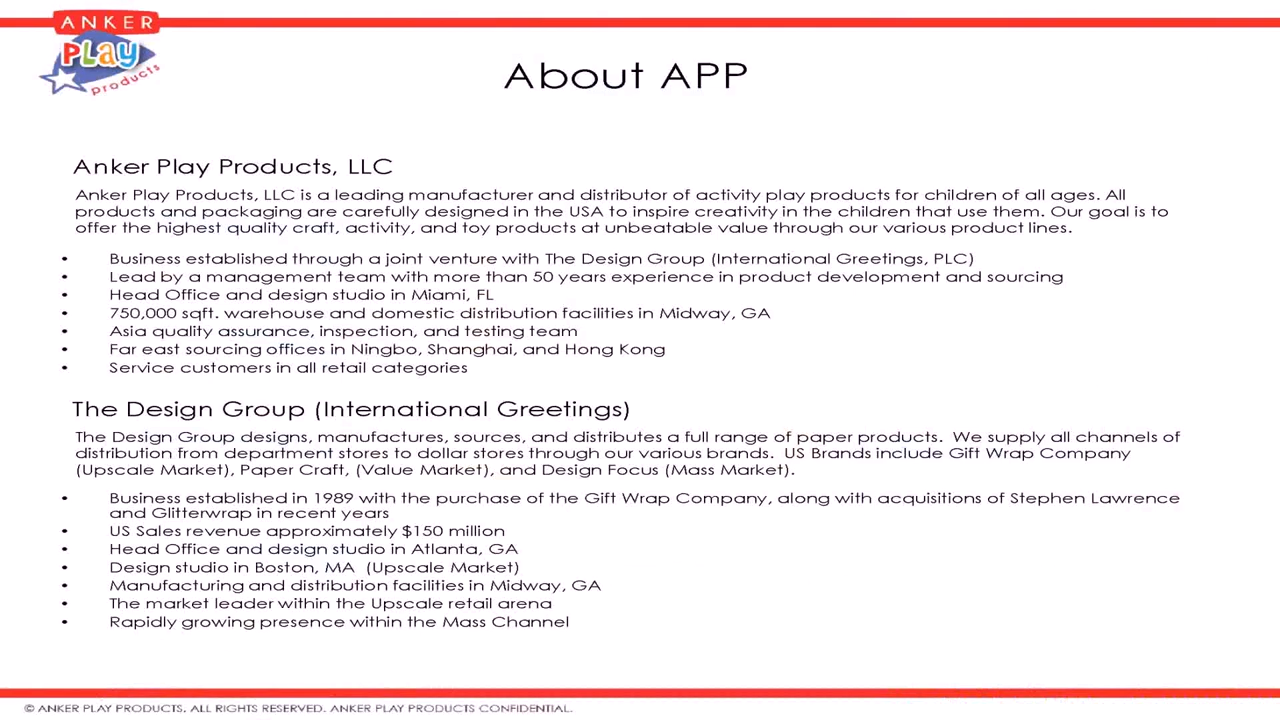 ANKER
PLAY
products
About APP
Anker Play Products, LLC
Anker Play Products, LLC is a leading manufacturer and distributor of activity play products for children of all ages. All
products and packaging are carefully designed in the USA to inspire creativity in the children that use them. Our goal is to
offer the highest quality craft, activity, and toy products at unbeatable value through our various product lines.
• Business established through a joint venture with The Design Group (International Greetings, PLC)
• Lead by a management team with more than 50 years experience in product development and sourcing
• Head Office and design studio in Miami, FL
• 750,000 sqft. warehouse and domestic distribution facilities in Midway, GA
• Asia quality assurance, inspection, and testing team
• Far east sourcing offices in Ningbo, Shanghai, and Hong Kong
• Service customers in all retail categories
The Design Group (International Greetings)
The Design Group designs, manufactures, sources, and distributes a full range of paper products. We supply all channels of
distribution from department stores to dollar stores through our various brands. US Brands include Gift Wrap Company
(Upscale Market), Paper Craft, (Value Market), and Design Focus (Mass Market).
• Business established in 1989 with the purchase of the Gift Wrap Company, along with acquisitions of Stephen Lawrence
and Glitterwrap in recent years
• US Sales revenue approximately $150 million
• Head Office and design studio in Atlanta, GA
• Design studio in Boston, MA (Upscale Market)
• Manufacturing and distribution facilities in Midway, GA
• The market leader within the Upscale retail arena
• Rapidly growing presence within the Mass Channel
© ANKER PLAY PRODUCTS. ALL RIGHTS RESERVED. ANKER PLAY PRODUCTS CONFIDENTIAL.